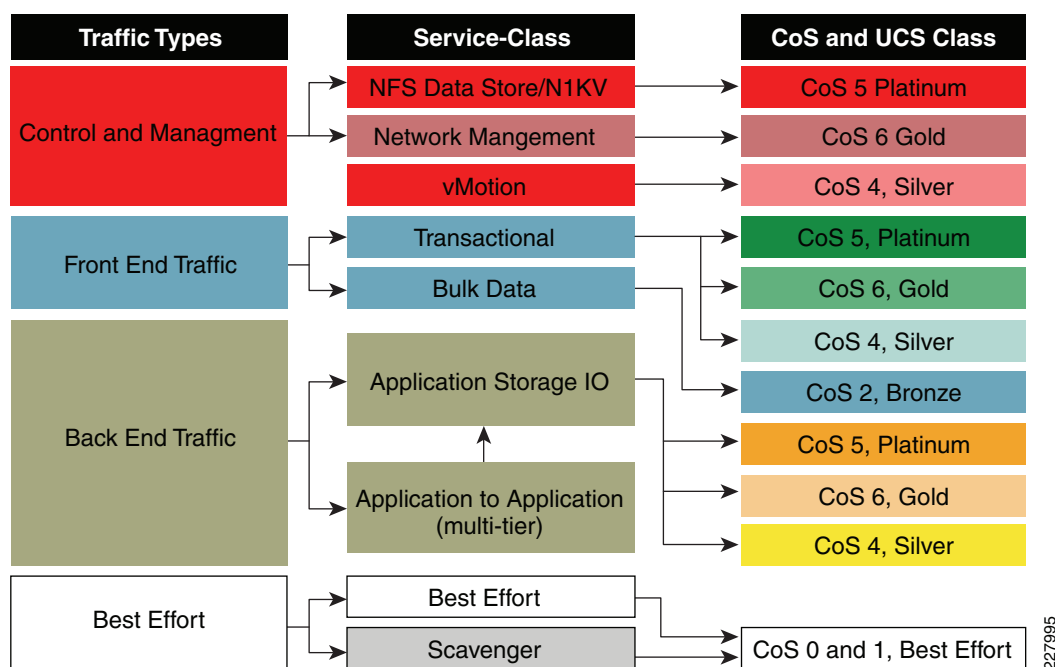 Traffic Types
Service-Class
CoS and UCS Class
Control and Managment
NFS Data Store/N1KV
CoS 5 Platinum
Network Mangement
CoS 6 Gold
vMotion
CoS 4, Silver
Front End Traffic
Transactional
CoS 5, Platinum
Bulk Data
CoS 6, Gold
CoS 4, Silver
Application Storage IO
CoS 2, Bronze
Back End Traffic
CoS 5, Platinum
Application to Application
(multi-tier)
CoS 6, Gold
CoS 4, Silver
Best Effort
Best Effort
Scavenger
CoS 0 and 1, Best Effort
227995